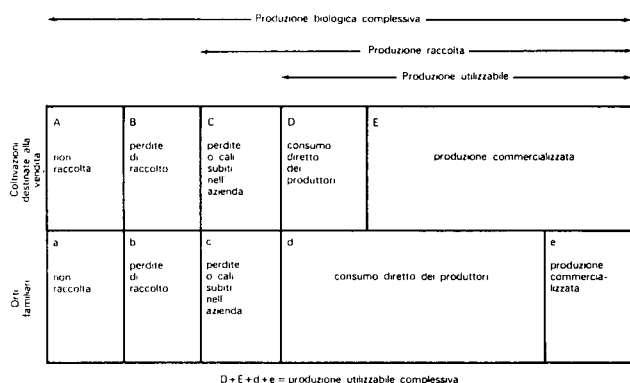 Produzione biologica complessiva
Produzione raccolta
Produzione utilizzabile
Coltivazioni
destinate alla
vendita
A
non
raccolta
B
perdite
di
raccolto
C
perdite
o cali
subiti
nell'
azienda
D
consumo
diretto
dei
produttori
E
produzione commercializzata
Orti
familiari
a
non
raccolta
b
perdite
di
raccolto
c
perdite
o cali
subiti
nell'
azienda
d
consumo diretto dei produttori
e
produzione
commercia-
lizzata
D + E + d + e = produzione utilizzabile complessiva